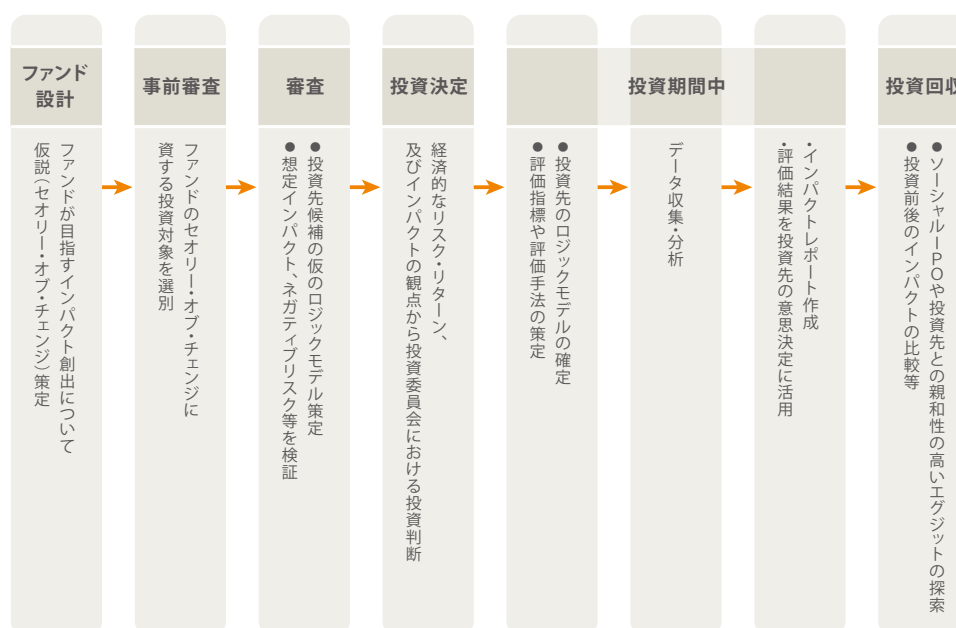 ファンド
設計
ファンドが目指すインパクト創出について
仮説（セオリー・オブ・チェンジ）策定
事前審査
ファンドのセオリー・オブ・チェンジに
資する投資対象を選別
審査
●投資先候補の仮のロジックモデル策定
●想定インパクト、ネガティブリスク等を検証
投資決定
経済的なリスク・リターン、
及びインパクトの観点から投資委員会における投資判断
投資期間中
●投資先のロジックモデルの確定
●評価指標や評価手法の策定
データ収集・分析
・インパクトレポート作成
・評価結果を投資先の意思決定に活用
投資回収
●ソーシャルIPOや投資先との親和性の高いエグジットの探索
●投資前後のインパクトの比較等